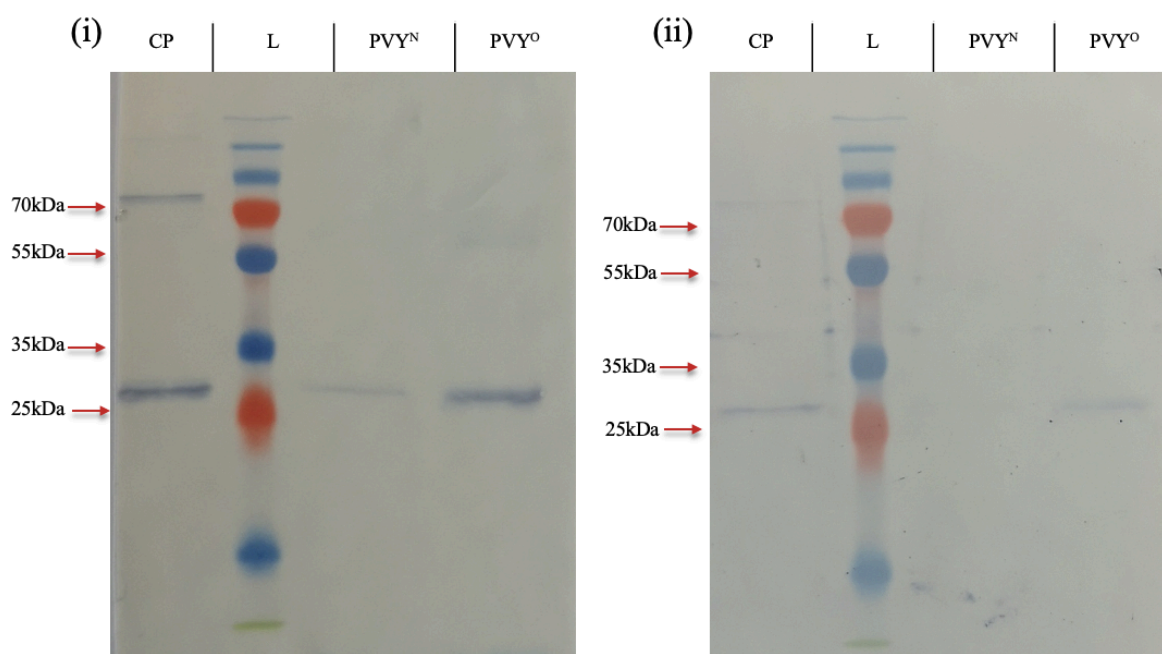 (i) CP L PVYᴺ PVYᴼ
70kDa
55kDa
35kDa
25kDa
(ii) CP L PVYᴺ PVYᴼ
70kDa
55kDa
35kDa
25kDa